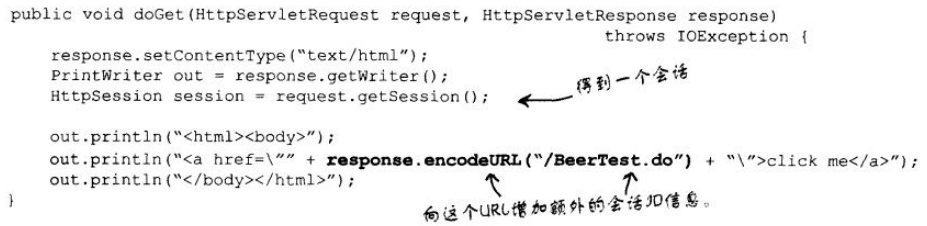 public void doGet(HttpServletRequest request, HttpServletResponse response)
throws IOException {
response.setContentType("text/html");
PrintWriter out = response.getWriter();
HttpSession session = request.getSession();
得到一个会话
out.println("<html><body>");
out.println("<a href=\"" + response.encodeURL("/BeerTest.do") + "\">click me</a>");
out.println("</body></html>");
}
向这个URL增加额外的会话ID信息。